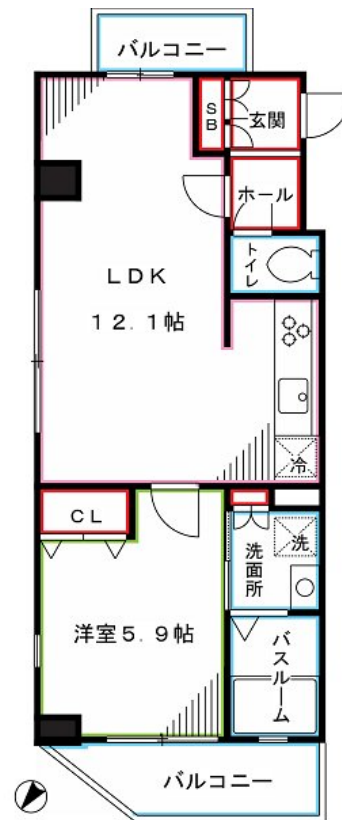 バルコニー
SB
玄関
ホール
トイレ
LDK
12.1帖
冷
CL
洗
洗面所
洋室5.9帖
バスルーム
バルコニー